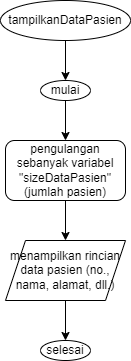 tampilkanDataPasien
mulai
pengulangan
sebanyak variabel
"sizeDataPasien"
(jumlah pasien)
menampilkan rincian
data pasien (no.,
nama, alamat, dll.)
selesai